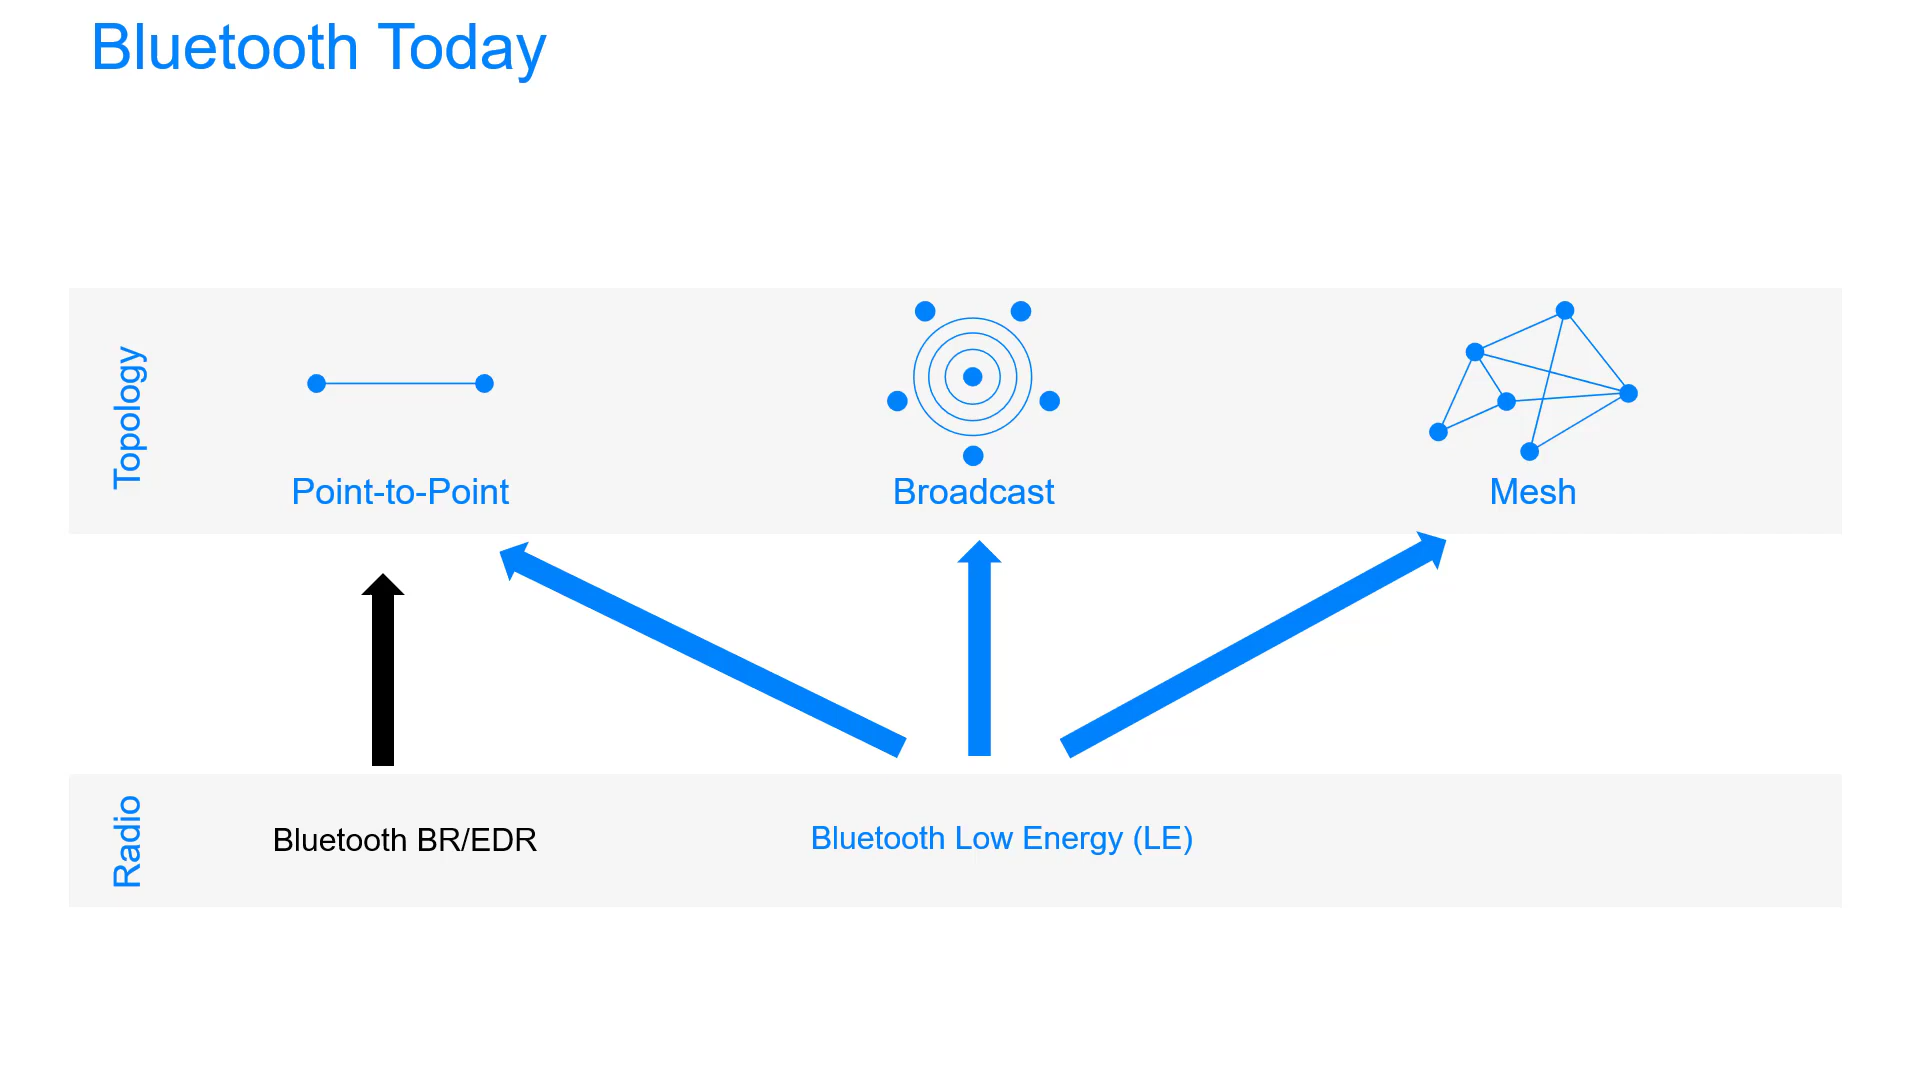 Bluetooth Today
Topology
Point-to-Point
Broadcast
Mesh
Radio
Bluetooth BR/EDR
Bluetooth Low Energy (LE)